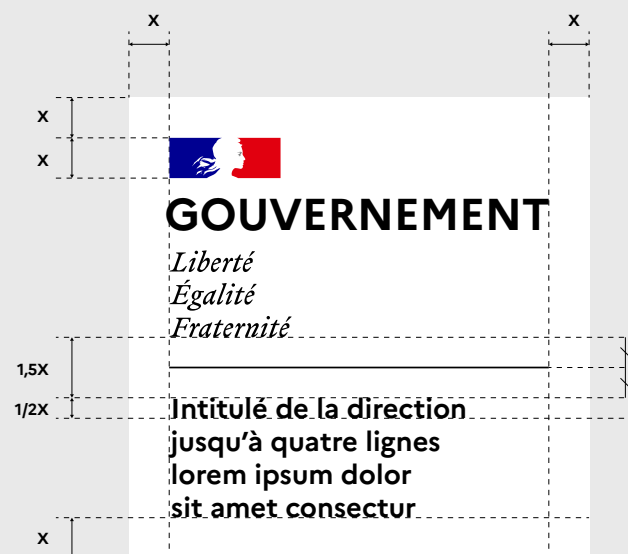 X X
X
X
GOUVERNEMENT
Liberté
Égalité
Fraternité
1,5X
1/2X
Intitulé de la direction
jusqu’à quatre lignes
lorem ipsum dolor
sit amet consectur
X